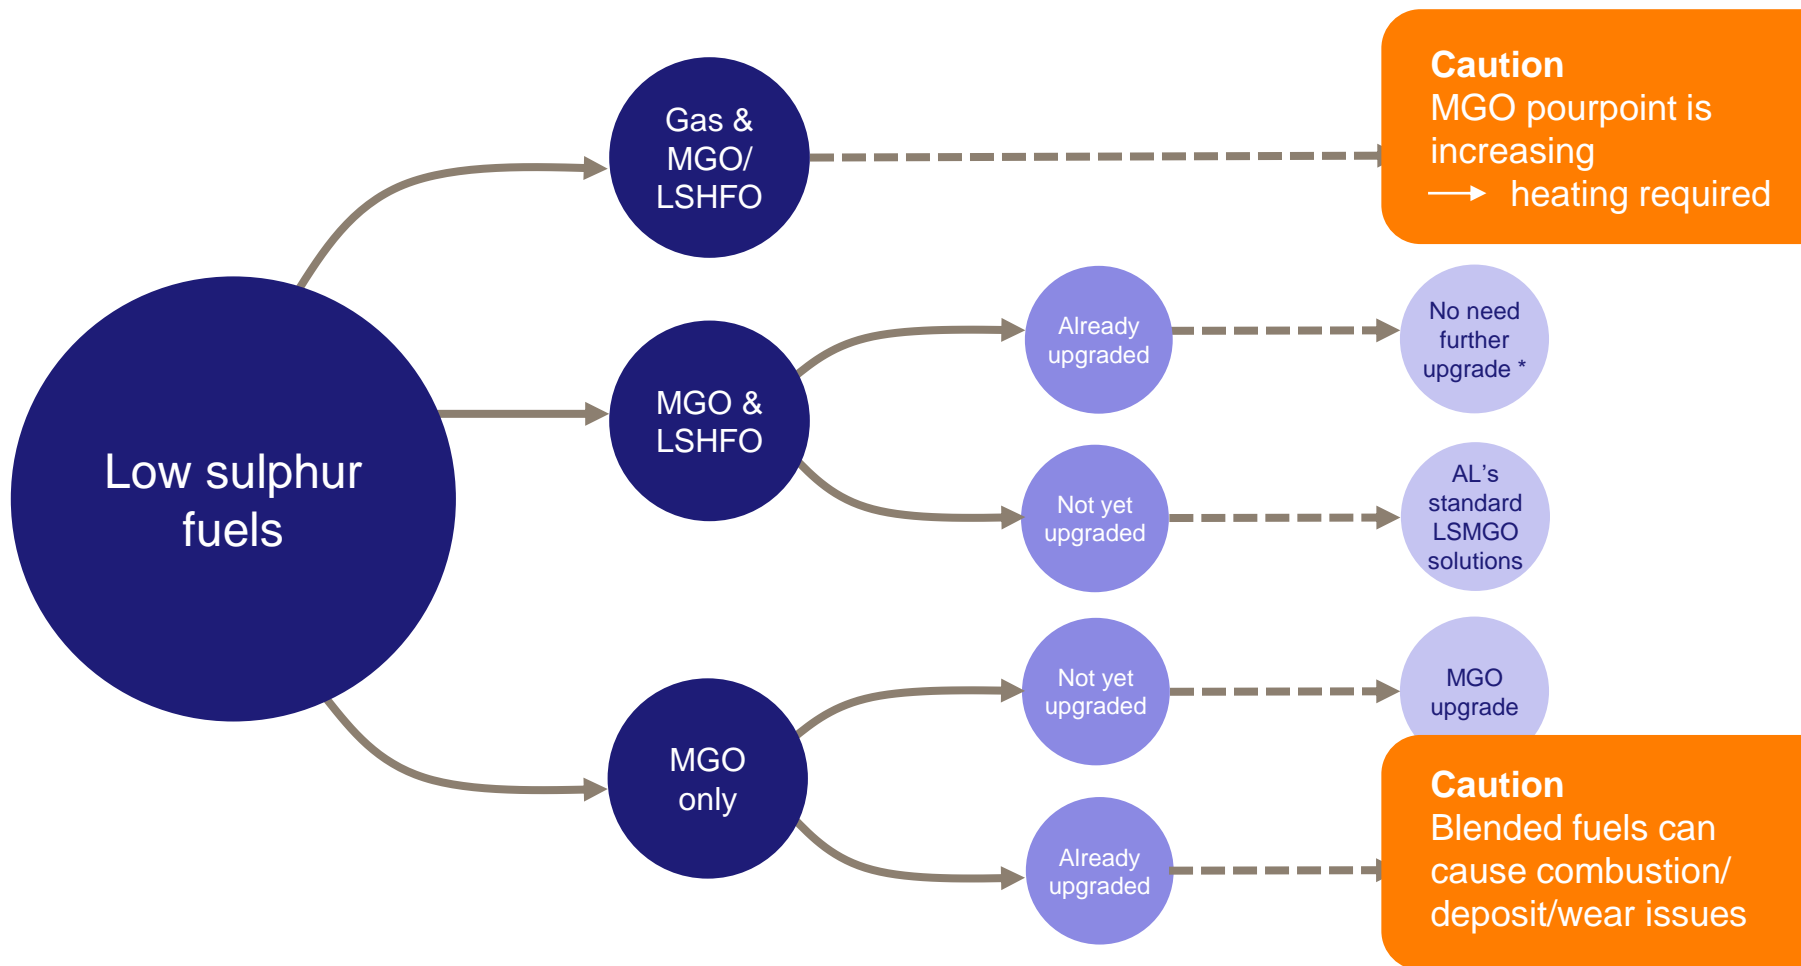 Low sulphur
fuels
Gas &
MGO/
LSHFO
Caution
MGO pourpoint is
increasing
→ heating required
MGO &
LSHFO
Already
upgraded
No need
further
upgrade *
Not yet
upgraded
AL’s
standard
LSMGO
solutions
MGO
only
Not yet
upgraded
MGO
upgrade
Already
upgraded
Caution
Blended fuels can
cause combustion/
deposit/wear issues